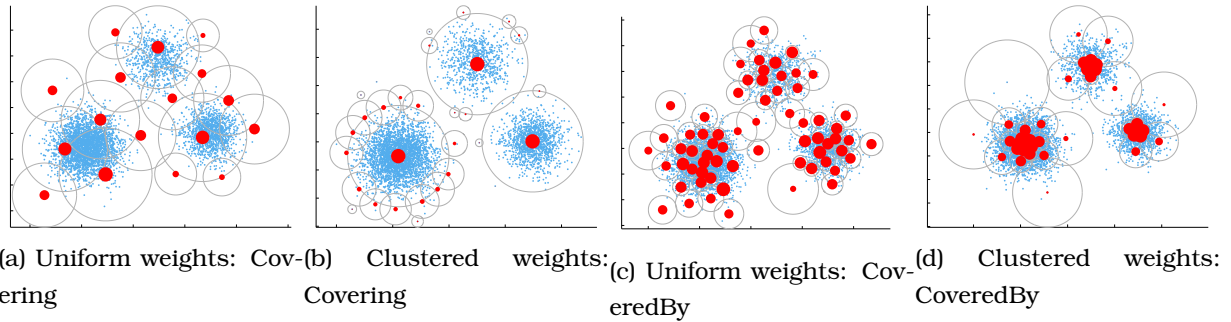 (a) Uniform weights: Cov-
ering
(b) Clustered weights:
Covering
(c) Uniform weights: Cov-
eredBy
(d) Clustered weights:
CoveredBy